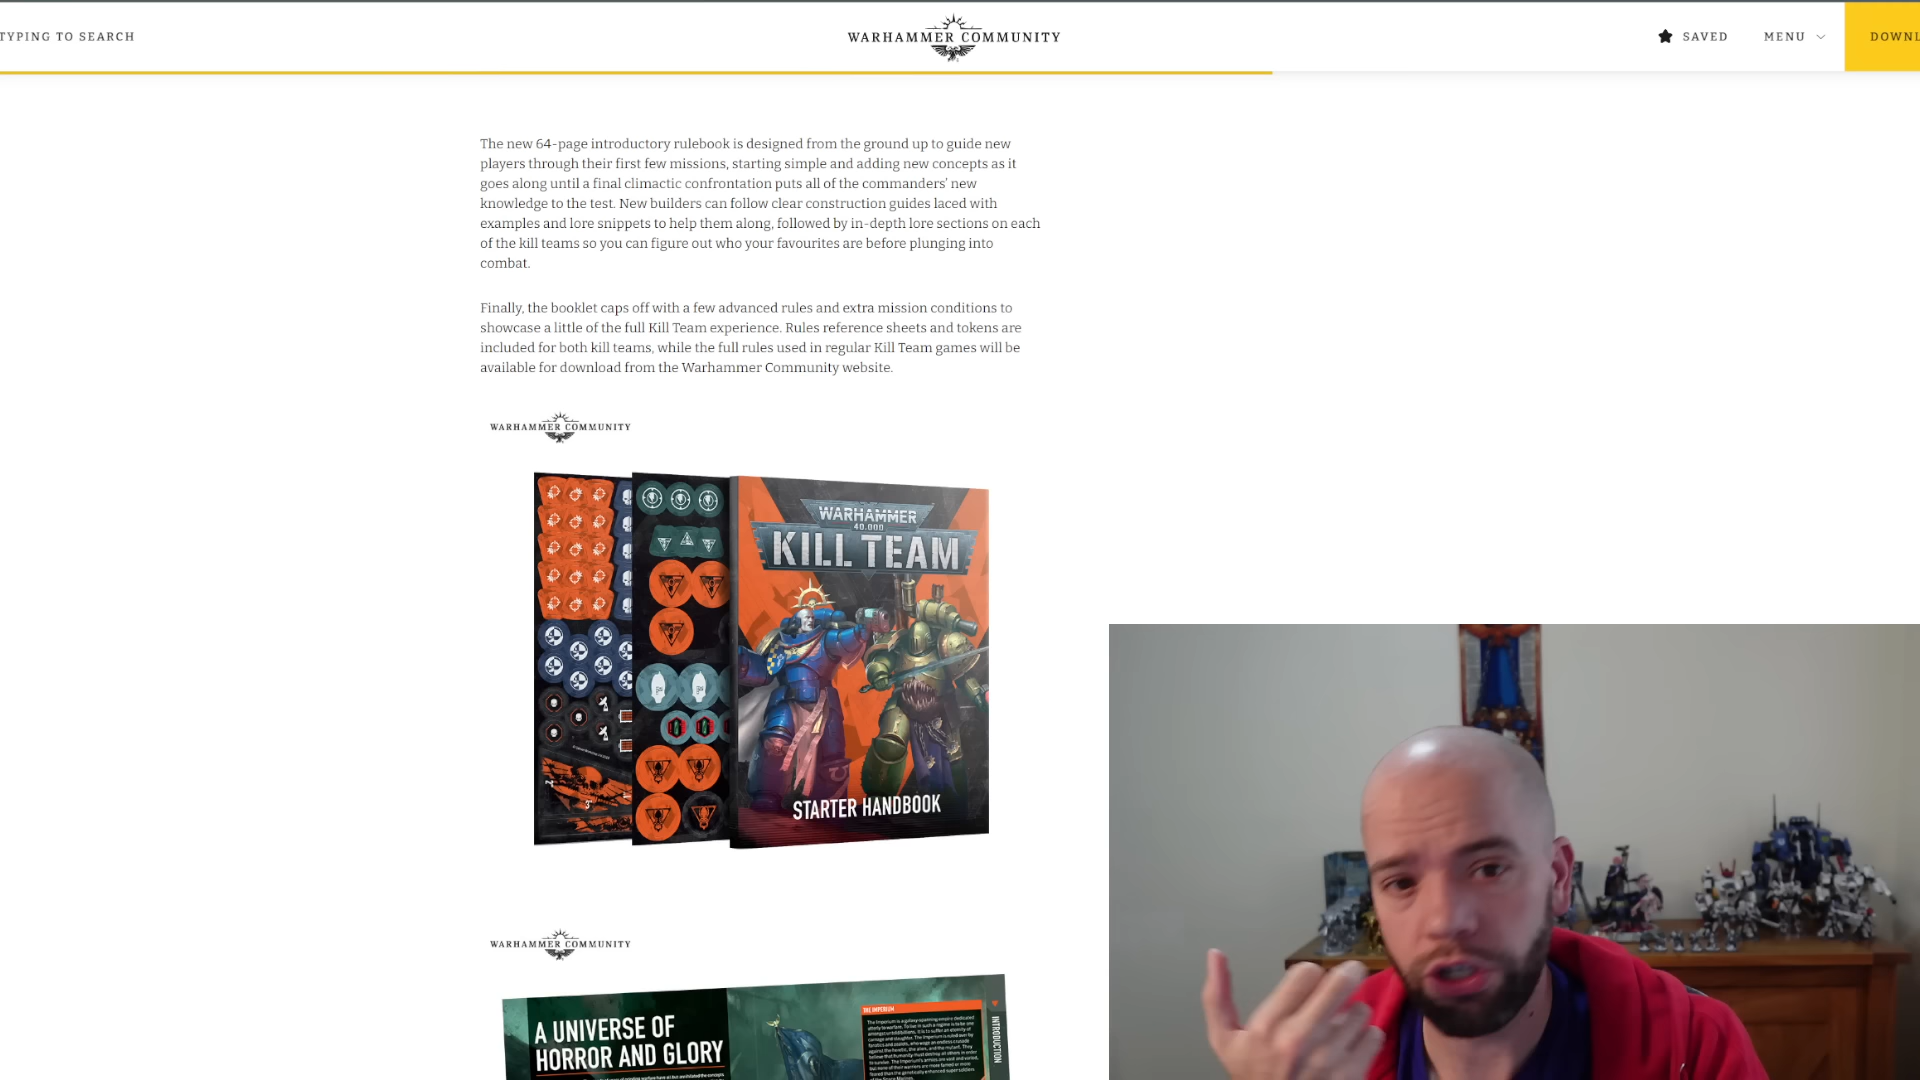 TYPING TO SEARCH
WARHAMMER COMMUNITY
SAVED
MENU
DOWNL
The new 64-page introductory rulebook is designed from the ground up to guide new
players through their first few missions, starting simple and adding new concepts as it
goes along until a final climactic confrontation puts all of the commanders’ new
knowledge to the test. New builders can follow clear construction guides laced with
examples and lore snippets to help them along, followed by in-depth lore sections on each
of the kill teams so you can figure out who your favourites are before plunging into
combat.
Finally, the booklet caps off with a few advanced rules and extra mission conditions to
showcase a little of the full Kill Team experience. Rules reference sheets and tokens are
included for both kill teams, while the full rules used in regular Kill Team games will be
available for download from the Warhammer Community website.
WARHAMMER COMMUNITY
WARHAMMER
40,000
KILL TEAM
STARTER HANDBOOK
WARHAMMER COMMUNITY
A UNIVERSE OF
HORROR AND GLORY
THE IMPERIUM
INTRODUCTION